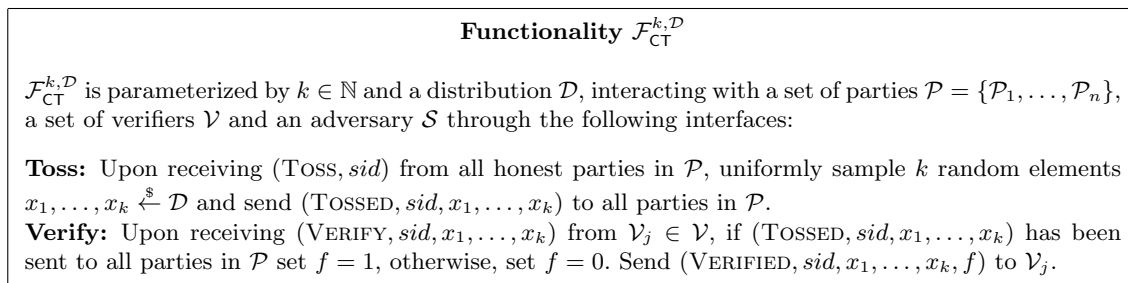 Functionality $\mathcal{F}_{\mathsf{CT}}^{k,\mathcal{D}}$
$\mathcal{F}_{\mathsf{CT}}^{k,\mathcal{D}}$ is parameterized by $k \in \mathbb{N}$ and a distribution $\mathcal{D}$, interacting with a set of parties $\mathcal{P} = \{\mathcal{P}_1, \ldots, \mathcal{P}_n\}$,
a set of verifiers $\mathcal{V}$ and an adversary $\mathcal{S}$ through the following interfaces:
Toss: Upon receiving (TOSS, $sid$) from all honest parties in $\mathcal{P}$, uniformly sample $k$ random elements
$x_1, \ldots, x_k \stackrel{\$}{\leftarrow} \mathcal{D}$ and send (TOSSED, $sid, x_1, \ldots, x_k$) to all parties in $\mathcal{P}$.
Verify: Upon receiving (VERIFY, $sid, x_1, \ldots, x_k$) from $\mathcal{V}_j \in \mathcal{V}$, if (TOSSED, $sid, x_1, \ldots, x_k$) has been
sent to all parties in $\mathcal{P}$ set $f = 1$, otherwise, set $f = 0$. Send (VERIFIED, $sid, x_1, \ldots, x_k, f$) to $\mathcal{V}_j$.